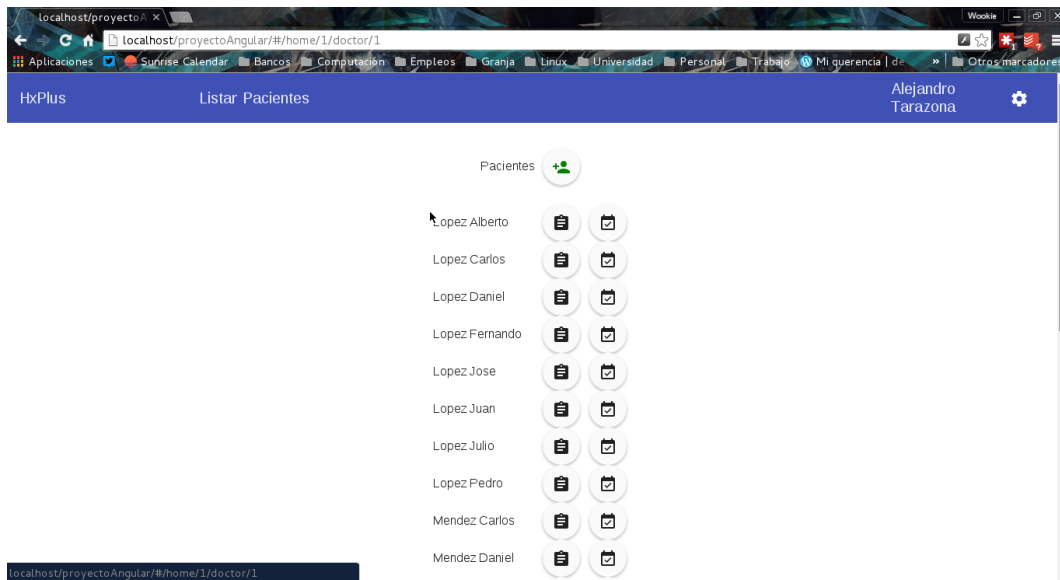 localhost/proyectoA
Wookie
localhost/proyectoAngular/#/home/1/doctor/1
Aplicaciones Sunrise Calendar Bancos Computación Empleos Granja Linux Universidad Personal Trabajo Mi querencia | de » Otros marcadores
HxPlus Listar Pacientes Alejandro
Tarazona
Pacientes
Lopez Alberto
Lopez Carlos
Lopez Daniel
Lopez Fernando
Lopez Jose
Lopez Juan
Lopez Julio
Lopez Pedro
Mendez Carlos
Mendez Daniel
localhost/proyectoAngular/#/home/1/doctor/1